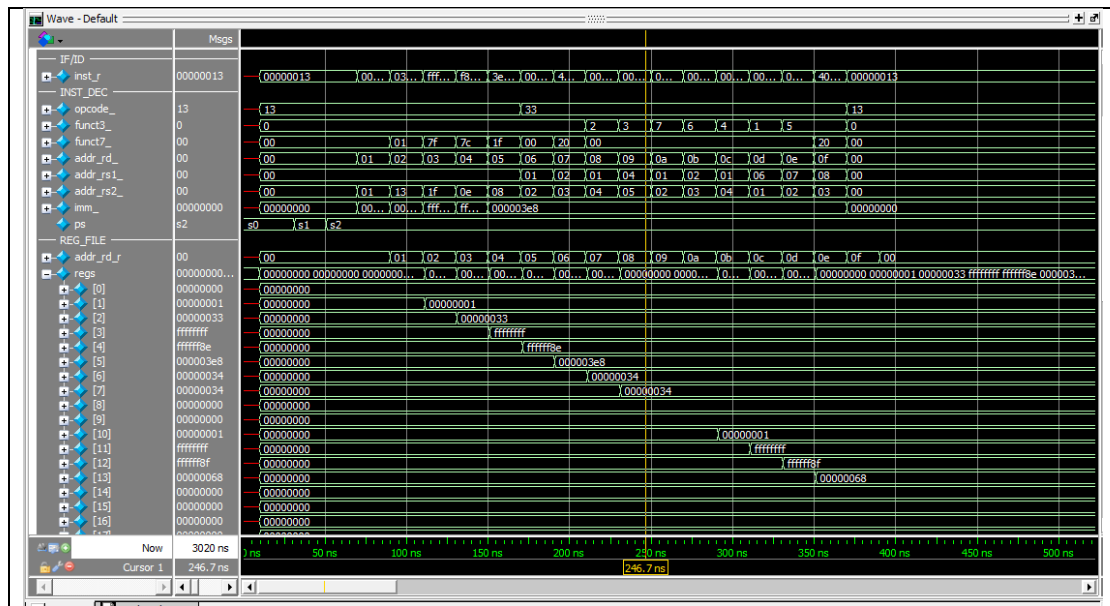 Wave - Default
Msgs
IF/ID
inst_r 00000013 00000013 00... 03... fff... f8... 3e... 00... 4... 00... 00... 0... 00... 00... 00... 0... 40... 00000013
INST_DEC
opcode_ 13 13 33 13
funct3_ 0 0 2 3 7 6 4 1 5 0
funct7_ 00 00 01 7f 7c 1f 00 20 00 20 00
addr_rd_ 00 00 01 02 03 04 05 06 07 08 09 0a 0b 0c 0d 0e 0f 00
addr_rs1_ 00 00 01 02 01 04 01 02 01 06 07 08 00
addr_rs2_ 00 00 01 13 1f 0e 08 02 03 04 05 02 03 04 01 02 03 00
imm_ 00000000 00000000 00... 00... fff... ff... 000003e8 00000000
ps s2 s0 s1 s2
REG_FILE
addr_rd_r 00 00 01 02 03 04 05 06 07 08 09 0a 0b 0c 0d 0e 0f 00
regs 00000000... 00000000 00000000 0000000... 0... 00... 00... 0... 00... 00... 00000000 0000... 0... 00... 00... 00000000 00000001 00000033 ffffffff ffffff8e 000003...
[0] 00000000 00000000
[1] 00000001 00000000 00000001
[2] 00000033 00000000 00000033
[3] ffffffff 00000000 ffffffff
[4] ffffff8e 00000000 ffffff8e
[5] 000003e8 00000000 000003e8
[6] 00000034 00000000 00000034
[7] 00000034 00000000 00000034
[8] 00000000 00000000
[9] 00000000 00000000
[10] 00000001 00000000 00000001
[11] ffffffff 00000000 ffffffff
[12] ffffff8f 00000000 ffffff8f
[13] 00000068 00000000 00000068
[14] 00000000 00000000
[15] 00000000 00000000
[16] 00000000 00000000
Now 3020 ns ns 50 ns 100 ns 150 ns 200 ns 250 ns 300 ns 350 ns 400 ns 450 ns 500 ns
Cursor 1 246.7 ns 246.7 ns